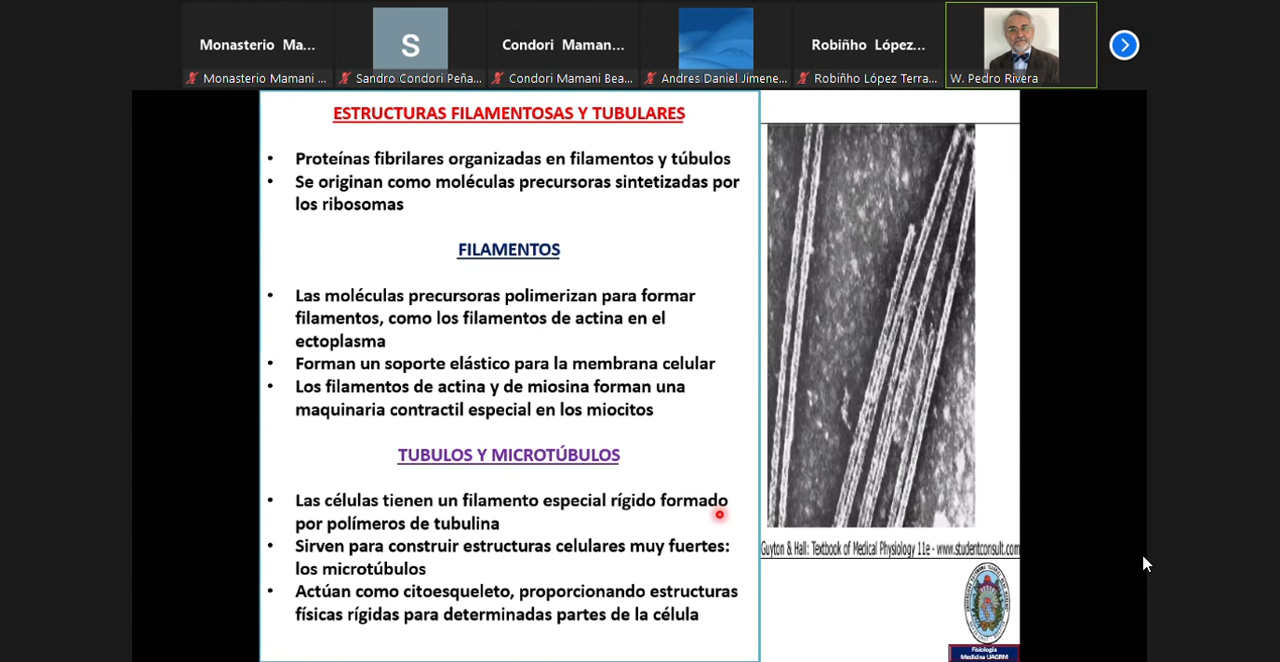 Monasterio Ma...
S
Condori Maman...
Robiñho López...
Monasterio Mamani ...
Sandro Condori Peña...
Condori Mamani Bea...
Andres Daniel Jimene...
Robiñho López Terra...
W. Pedro Rivera
ESTRUCTURAS FILAMENTOSAS Y TUBULARES
• Proteínas fibrilares organizadas en filamentos y túbulos
• Se originan como moléculas precursoras sintetizadas por
los ribosomas
FILAMENTOS
• Las moléculas precursoras polimerizan para formar
filamentos, como los filamentos de actina en el
ectoplasma
• Forman un soporte elástico para la membrana celular
• Los filamentos de actina y de miosina forman una
maquinaria contractil especial en los miocitos
TUBULOS Y MICROTÚBULOS
• Las células tienen un filamento especial rígido formado
por polímeros de tubulina
• Sirven para construir estructuras celulares muy fuertes:
los microtúbulos
• Actúan como citoesqueleto, proporcionando estructuras
físicas rígidas para determinadas partes de la célula
Guyton & Hall: Textbook of Medical Physiology 11e - www.studentconsult.com
Fisiología
Medicina UAGRM